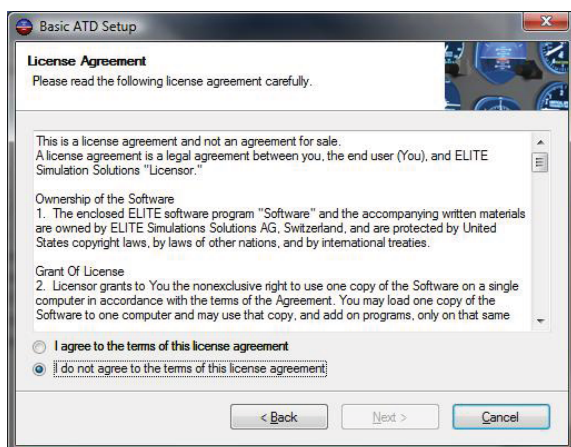 Basic ATD Setup
License Agreement
Please read the following license agreement carefully.
This is a license agreement and not an agreement for sale.
A license agreement is a legal agreement between you, the end user (You), and ELITE
Simulation Solutions "Licensor."
Ownership of the Software
1. The enclosed ELITE software program "Software" and the accompanying written materials
are owned by ELITE Simulations Solutions AG, Switzerland, and are protected by United
States copyright laws, by laws of other nations, and by international treaties.
Grant Of License
2. Licensor grants to You the nonexclusive right to use one copy of the Software on a single
computer in accordance with the terms of the Agreement. You may load one copy of the
Software to one computer and may use that copy, and add on programs, only on that same
I agree to the terms of this license agreement
I do not agree to the terms of this license agreement
< Back
Next >
Cancel